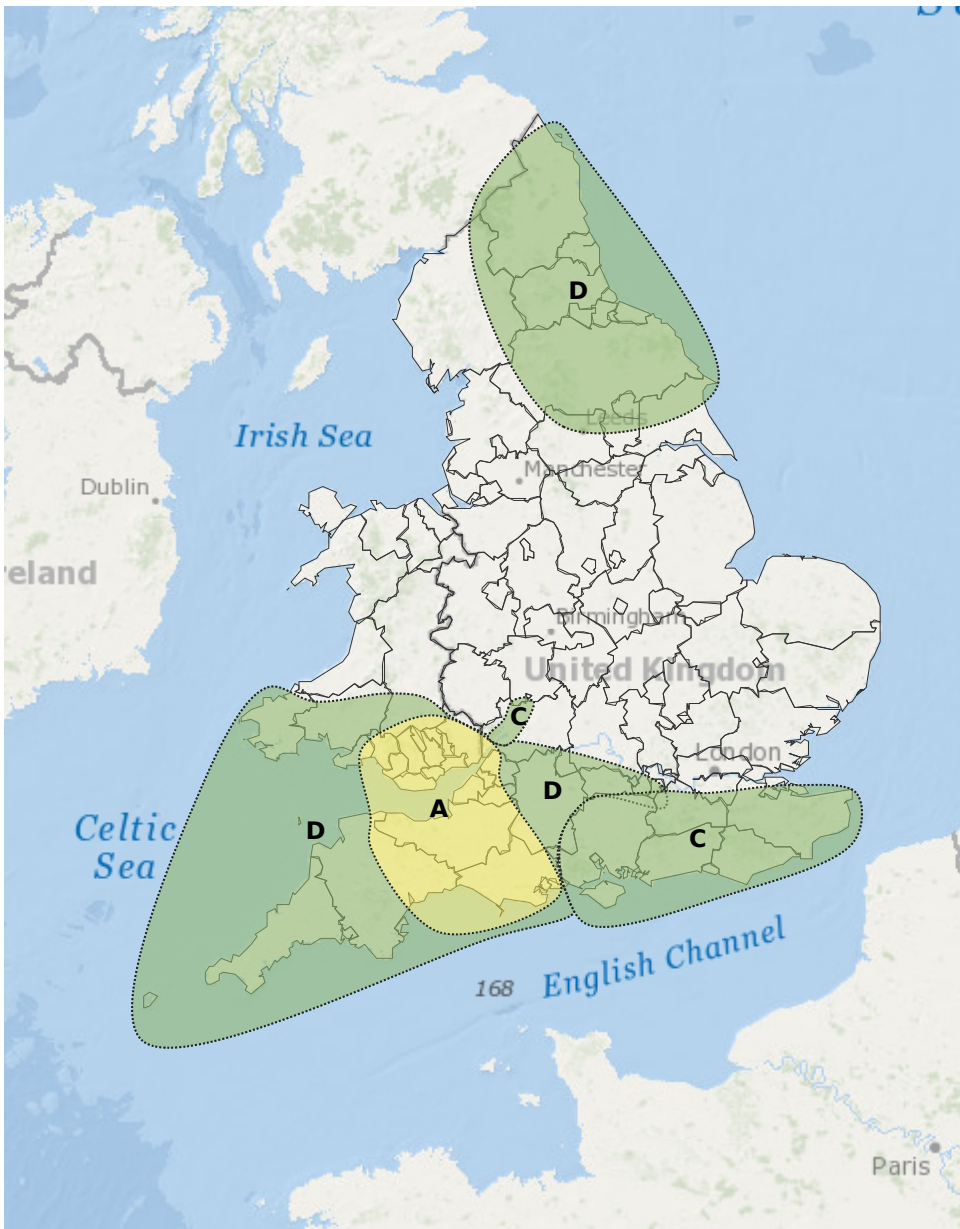 D
Leeds
Irish Sea
Manchester
Dublin
reland
Birmingham
United Kingdom
C
London
D
A
Celtic
Sea
D
C
English Channel
168
Paris